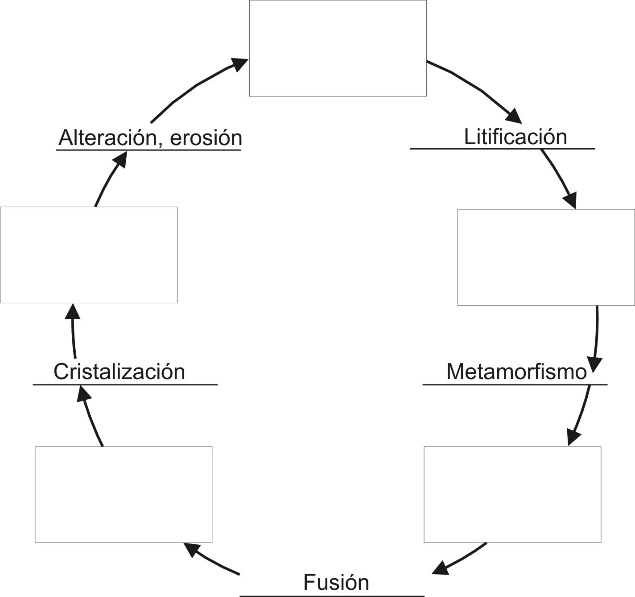 Alteración, erosión
Litificación
Cristalización
Metamorfismo
Fusión